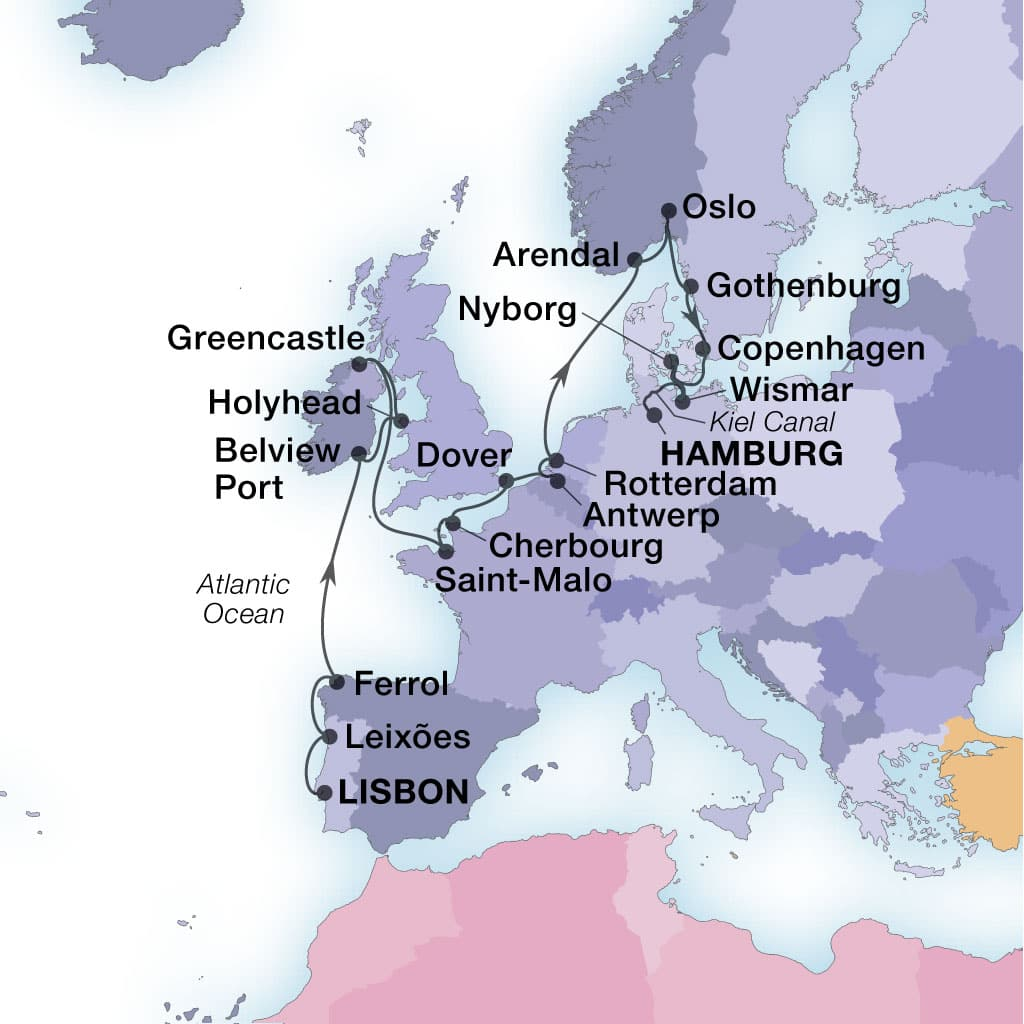 Oslo
Arendal
Gothenburg
Nyborg
Greencastle
Copenhagen
Wismar
Holyhead
Kiel Canal
Belview
Port
Dover
HAMBURG
Rotterdam
Antwerp
Cherbourg
Saint-Malo
Atlantic
Ocean
Ferrol
Leixões
LISBON